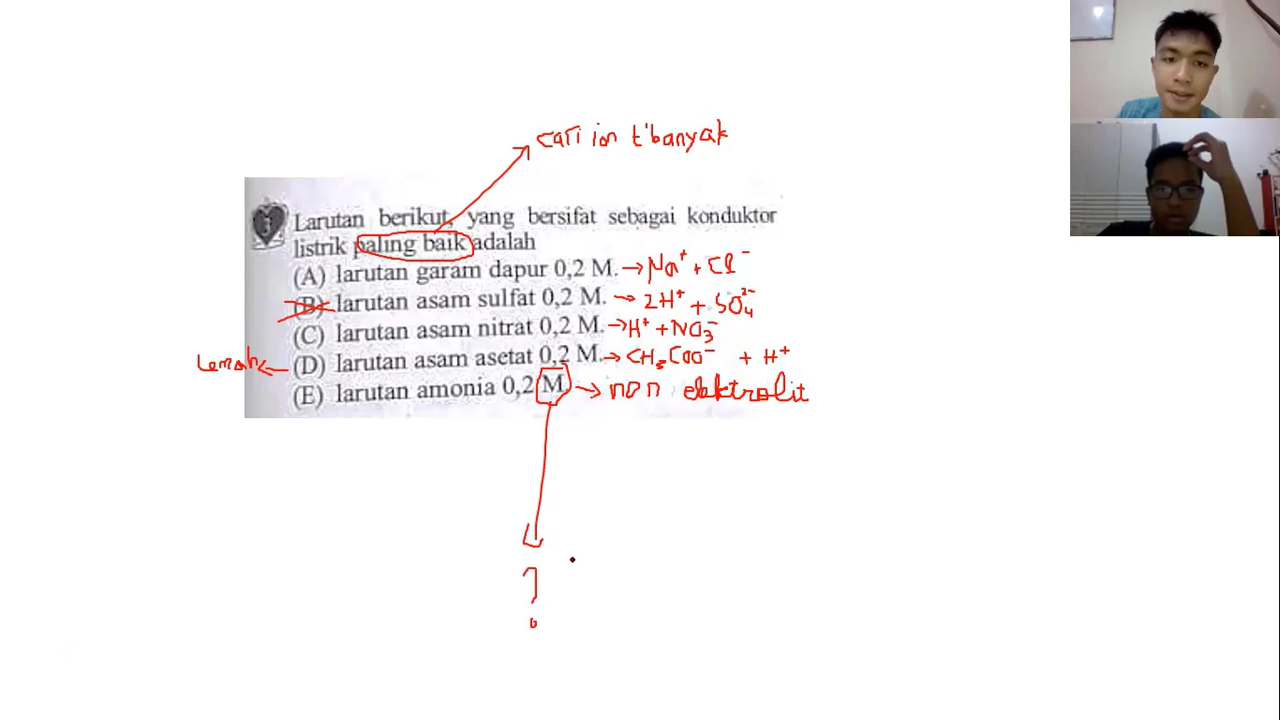 cari ion t'banyak
Larutan berikut, yang bersifat sebagai konduktor
listrik paling baik adalah
(A) larutan garam dapur 0,2 M. → Na⁺ + Cl⁻
(B) larutan asam sulfat 0,2 M. → 2H⁺ + SO₄²⁻
(C) larutan asam nitrat 0,2 M. → H⁺ + NO₃⁻
Lemah ← (D) larutan asam asetat 0,2 M. → CH₃COO⁻ + H⁺
(E) larutan amonia 0,2 M. → non elektrolit
?